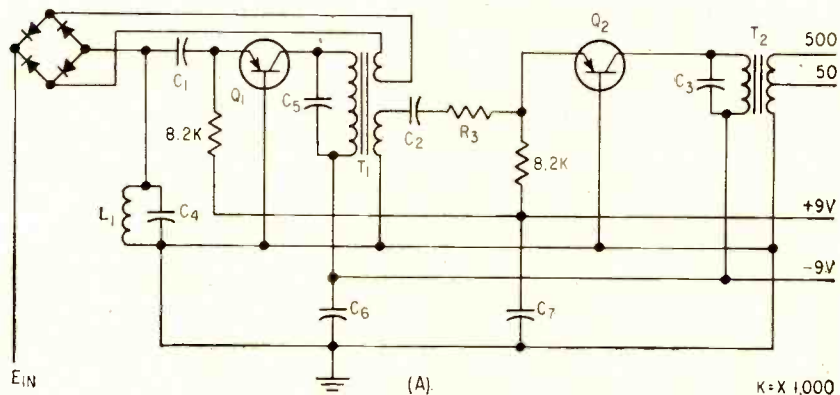 Q2
T2
500
50
C1
Q1
C5
C3
8.2K
T1
C2
R3
8.2K
L1
C4
+9V
-9V
C6
C7
EIN
(A)
K=X 1,000